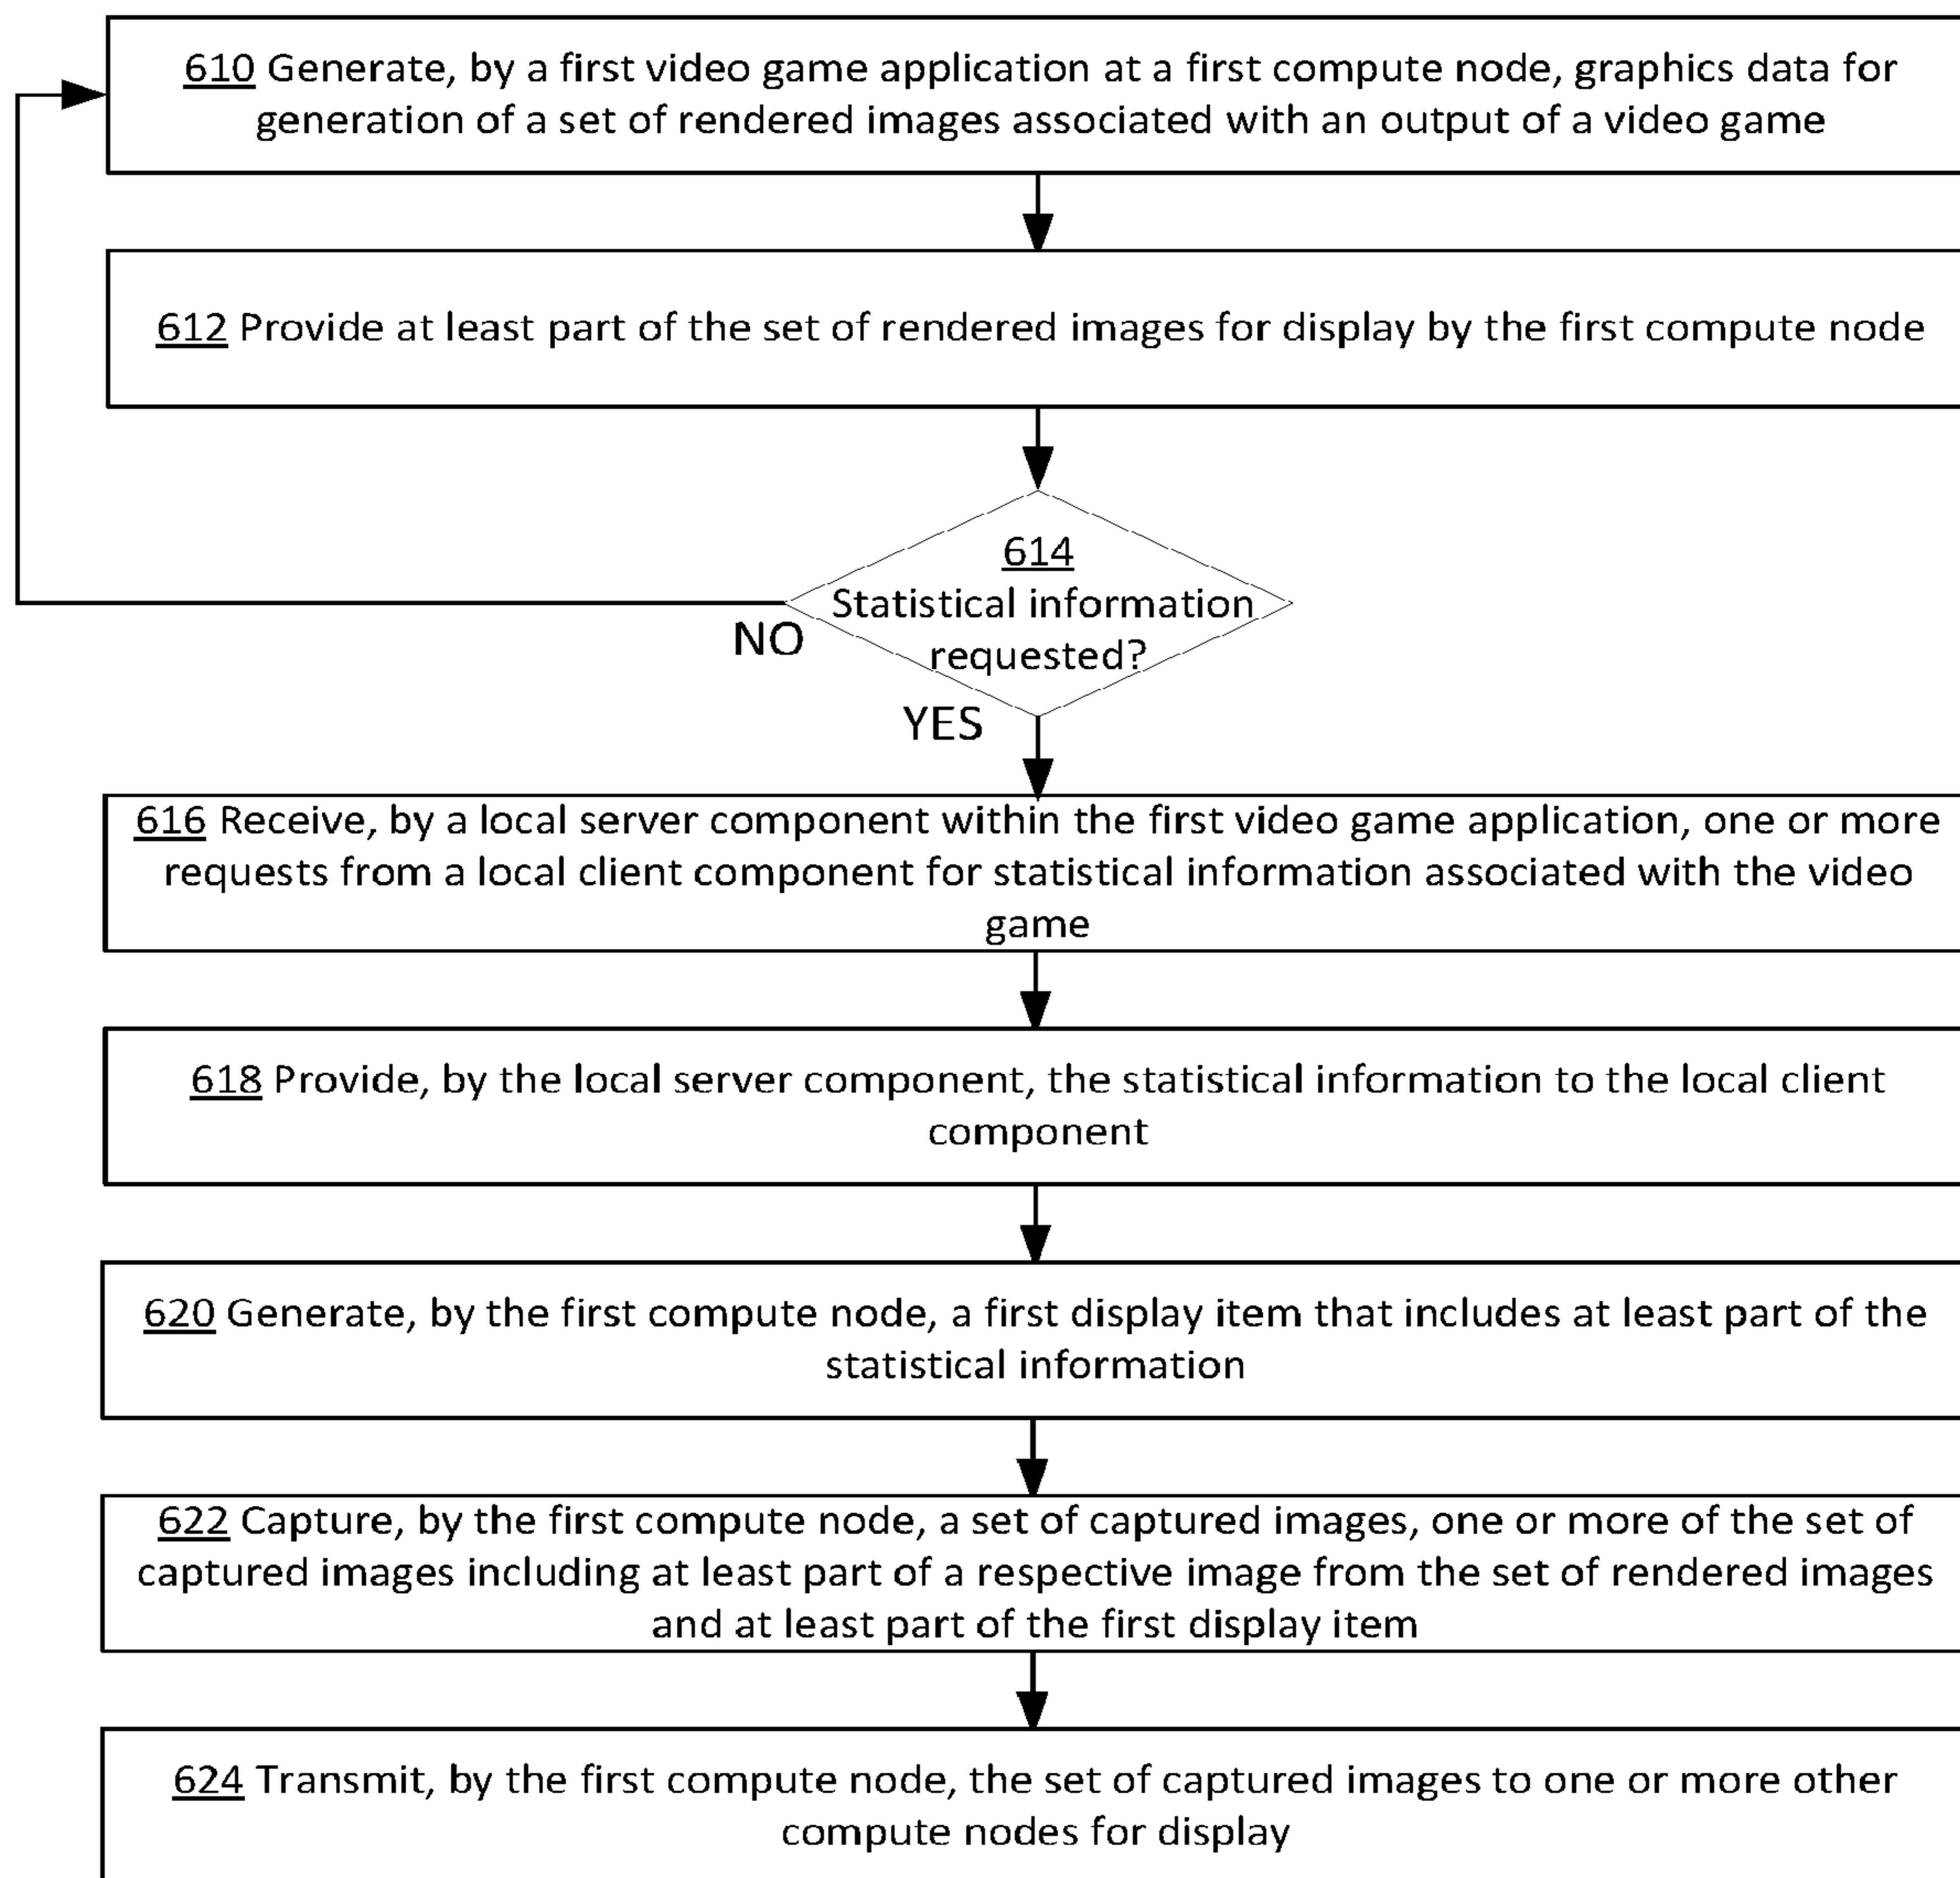 610 Generate, by a first video game application at a first compute node, graphics data for
generation of a set of rendered images associated with an output of a video game
612 Provide at least part of the set of rendered images for display by the first compute node
614
Statistical information
requested?
NO
YES
616 Receive, by a local server component within the first video game application, one or more
requests from a local client component for statistical information associated with the video
game
618 Provide, by the local server component, the statistical information to the local client
component
620 Generate, by the first compute node, a first display item that includes at least part of the
statistical information
622 Capture, by the first compute node, a set of captured images, one or more of the set of
captured images including at least part of a respective image from the set of rendered images
and at least part of the first display item
624 Transmit, by the first compute node, the set of captured images to one or more other
compute nodes for display